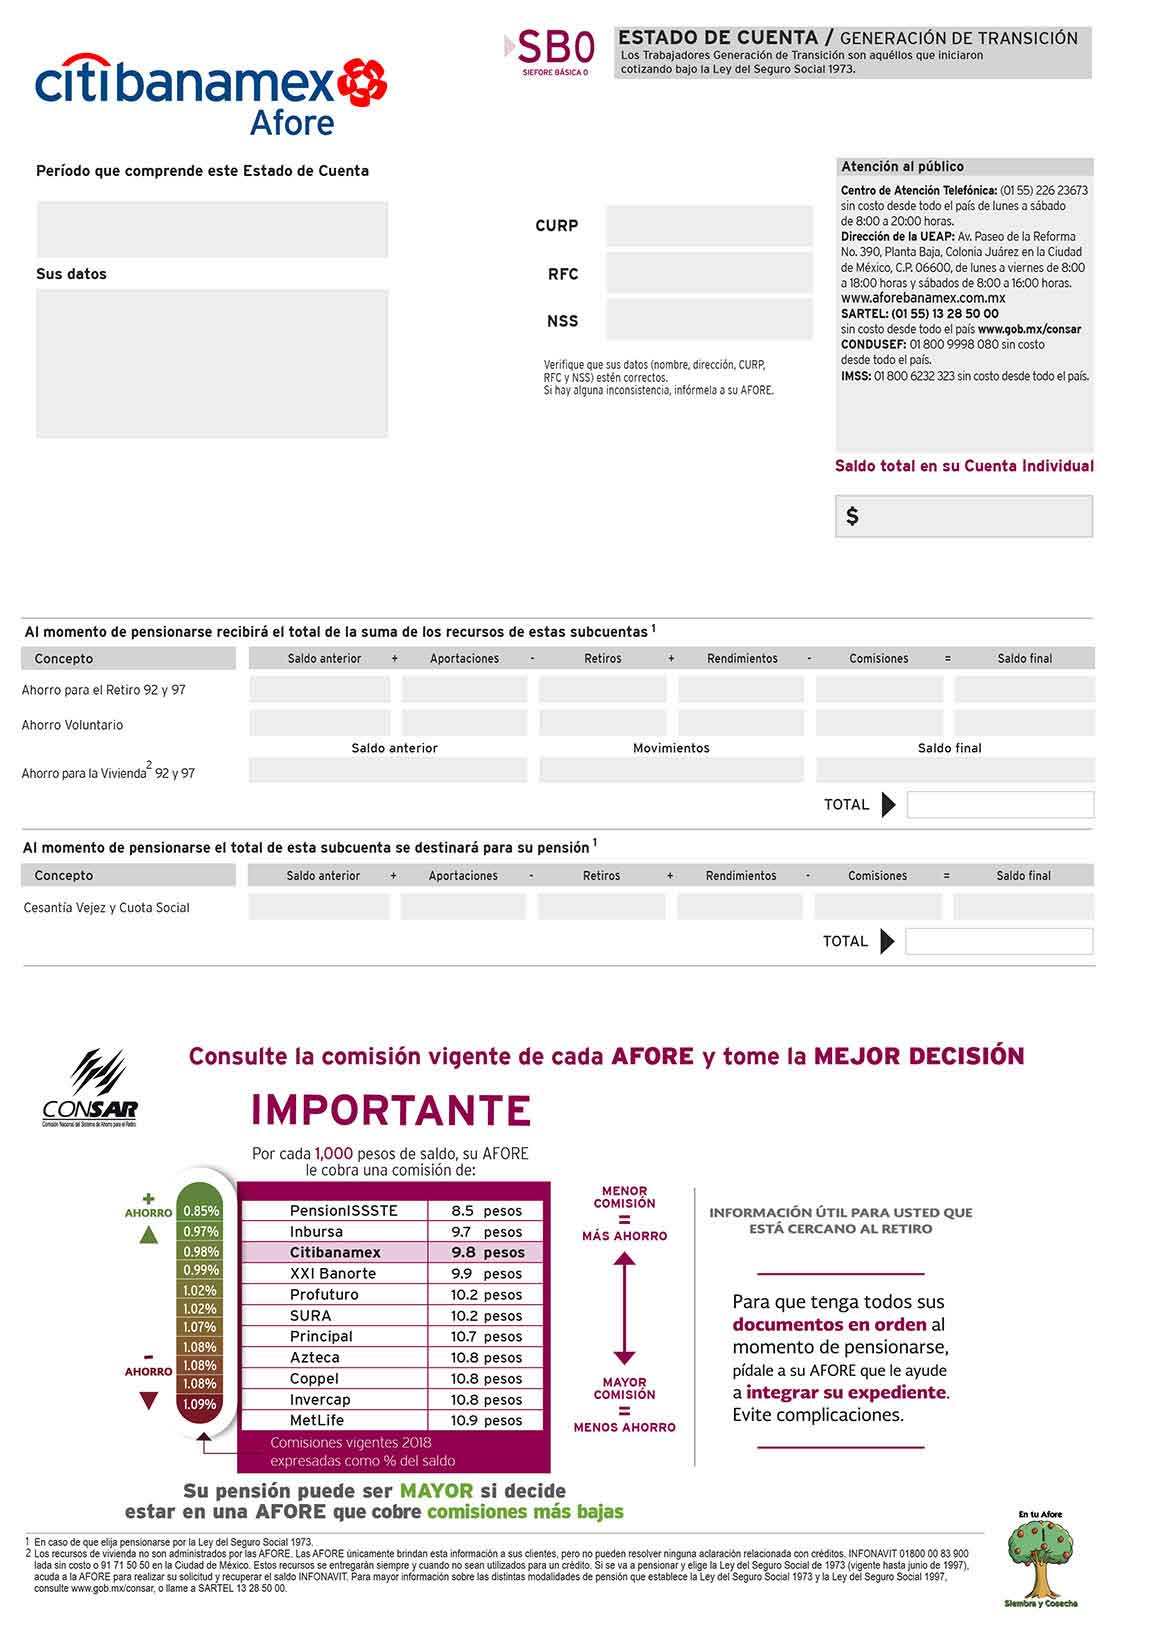 citibanamex
Afore
SB0
SIEFORE BÁSICA 0
ESTADO DE CUENTA / GENERACIÓN DE TRANSICIÓN
Los Trabajadores Generación de Transición son aquéllos que iniciaron
cotizando bajo la Ley del Seguro Social 1973.
Período que comprende este Estado de Cuenta
Sus datos
CURP
RFC
NSS
Verifique que sus datos (nombre, dirección, CURP,
RFC y NSS) estén correctos.
Si hay alguna inconsistencia, infórmela a su AFORE.
Atención al público
Centro de Atención Telefónica: (01 55) 226 23673
sin costo desde todo el país de lunes a sábado
de 8:00 a 20:00 horas.
Dirección de la UEAP: Av. Paseo de la Reforma
No. 390, Planta Baja, Colonia Juárez en la Ciudad
de México, C.P. 06600, de lunes a viernes de 8:00
a 18:00 horas y sábados de 8:00 a 16:00 horas.
www.aforebanamex.com.mx
SARTEL: (01 55) 13 28 50 00
sin costo desde todo el país www.gob.mx/consar
CONDUSEF: 01 800 9998 080 sin costo
desde todo el país.
IMSS: 01 800 6232 323 sin costo desde todo el país.
Saldo total en su Cuenta Individual
$
Al momento de pensionarse recibirá el total de la suma de los recursos de estas subcuentas 1
Concepto Saldo anterior + Aportaciones - Retiros + Rendimientos - Comisiones = Saldo final
Ahorro para el Retiro 92 y 97
Ahorro Voluntario
Saldo anterior Movimientos Saldo final
Ahorro para la Vivienda 2 92 y 97
TOTAL
Al momento de pensionarse el total de esta subcuenta se destinará para su pensión 1
Concepto Saldo anterior + Aportaciones - Retiros + Rendimientos - Comisiones = Saldo final
Cesantía Vejez y Cuota Social
TOTAL
CONSAR
Comisión Nacional del Sistema de Ahorro para el Retiro
Consulte la comisión vigente de cada AFORE y tome la MEJOR DECISIÓN
IMPORTANTE
Por cada 1,000 pesos de saldo, su AFORE
le cobra una comisión de:
+
AHORRO
-
AHORRO
0.85% PensionISSSTE 8.5 pesos
0.97% Inbursa 9.7 pesos
0.98% Citibanamex 9.8 pesos
0.99% XXI Banorte 9.9 pesos
1.02% Profuturo 10.2 pesos
1.02% SURA 10.2 pesos
1.07% Principal 10.7 pesos
1.08% Azteca 10.8 pesos
1.08% Coppel 10.8 pesos
1.08% Invercap 10.8 pesos
1.09% MetLife 10.9 pesos
Comisiones vigentes 2018
expresadas como % del saldo
MENOR
COMISIÓN
=
MÁS AHORRO
MAYOR
COMISIÓN
=
MENOS AHORRO
INFORMACIÓN ÚTIL PARA USTED QUE
ESTÁ CERCANO AL RETIRO
Para que tenga todos sus
documentos en orden al
momento de pensionarse,
pídale a su AFORE que le ayude
a integrar su expediente.
Evite complicaciones.
Su pensión puede ser MAYOR si decide
estar en una AFORE que cobre comisiones más bajas
1 En caso de que elija pensionarse por la Ley del Seguro Social 1973.
2 Los recursos de vivienda no son administrados por las AFORE. Las AFORE únicamente brindan esta información a sus clientes, pero no pueden resolver ninguna aclaración relacionada con créditos. INFONAVIT 01800 00 83 900
lada sin costo o 91 71 50 50 en la Ciudad de México. Estos recursos se entregarán siempre y cuando no sean utilizados para un crédito. Si se va a pensionar y elige la Ley del Seguro Social de 1973 (vigente hasta junio de 1997),
acuda a la AFORE para realizar su solicitud y recuperar el saldo INFONAVIT. Para mayor información sobre las distintas modalidades de pensión que establece la Ley del Seguro Social 1973 y la Ley del Seguro Social 1997,
consulte www.gob.mx/consar, o llame a SARTEL 13 28 50 00.
En tu Afore
Siembra y Cosecha